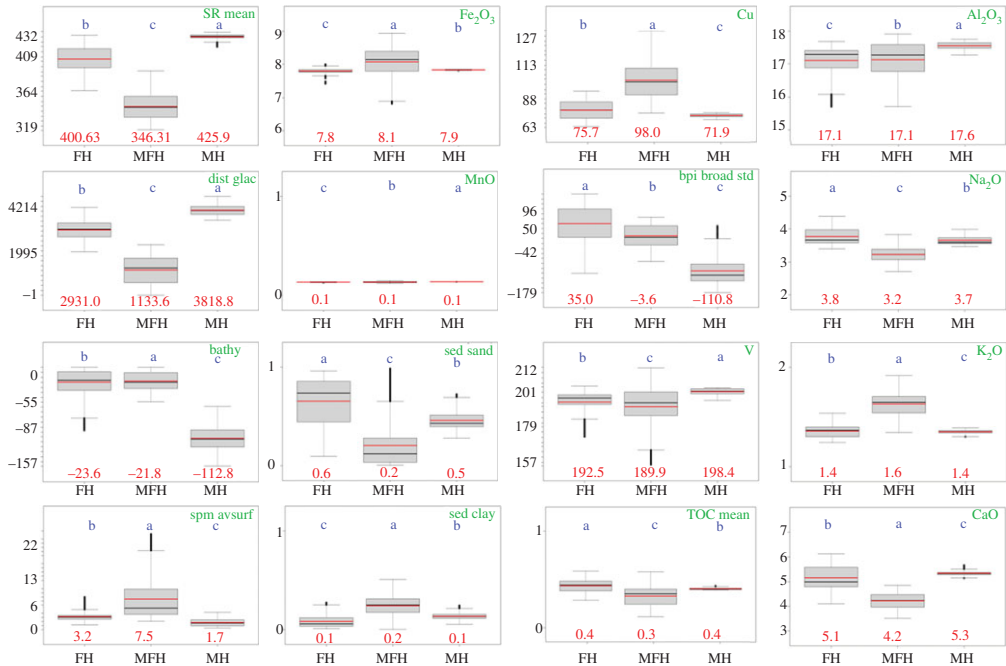 SR mean
b c a
432
409
364
319
400.63 346.31 425.9
FH MFH MH
Fe₂O₃
c a b
9
8
6
7.8 8.1 7.9
FH MFH MH
Cu
b a c
127
113
88
63
75.7 98.0 71.9
FH MFH MH
Al₂O₃
c b a
18
17
16
15
17.1 17.1 17.6
FH MFH MH
dist glac
b c a
4214
1995
−1
2931.0 1133.6 3818.8
FH MFH MH
MnO
c b a
1
0
0.1 0.1 0.1
FH MFH MH
bpi broad std
a b c
96
50
−42
−179
35.0 −3.6 −110.8
FH MFH MH
Na₂O
a c b
5
4
3
2
3.8 3.2 3.7
FH MFH MH
bathy
b a c
0
−55
−87
−157
−23.6 −21.8 −112.8
FH MFH MH
sed sand
a c b
1
0
0.6 0.2 0.5
FH MFH MH
V
b c a
212
201
179
157
192.5 189.9 198.4
FH MFH MH
K₂O
b a c
2
1
1.4 1.6 1.4
FH MFH MH
spm avsurf
b a c
22
13
6
0
3.2 7.5 1.7
FH MFH MH
sed clay
c a b
1
0
0.1 0.2 0.1
FH MFH MH
TOC mean
a c b
1
0
0.4 0.3 0.4
FH MFH MH
CaO
b a c
7
6
5
4
3
5.1 4.2 5.3
FH MFH MH